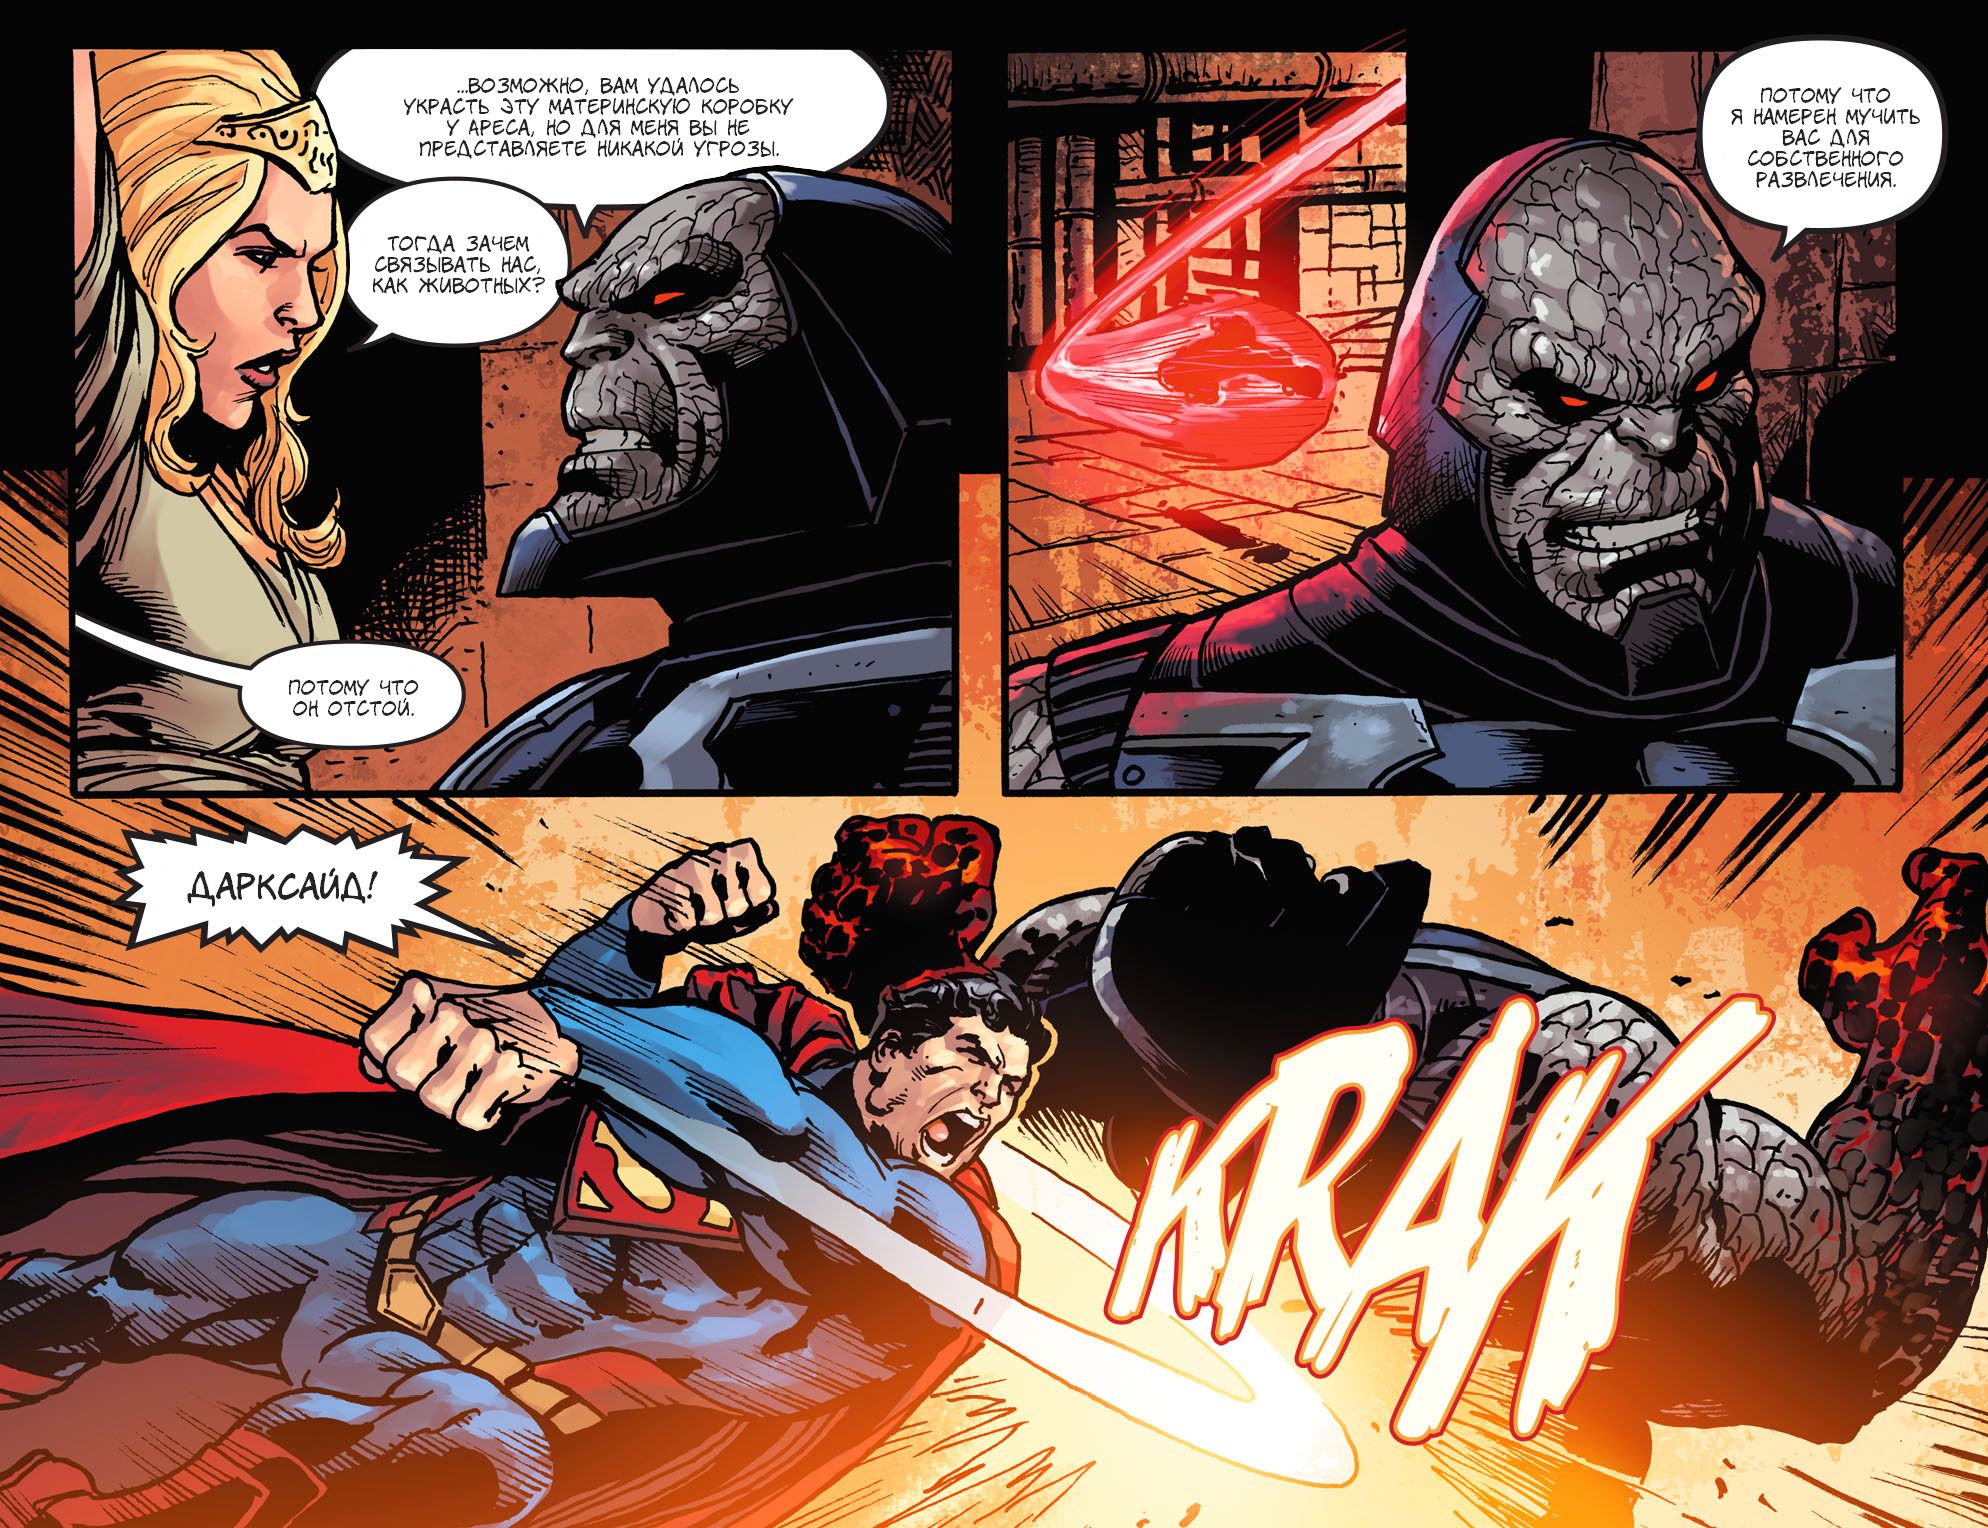 ...ВОЗМОЖНО, ВАМ УДАЛОСЬ
УКРАСТЬ ЭТУ МАТЕРИНСКУЮ КОРОБКУ
У АРЕСА, НО ДЛЯ МЕНЯ ВЫ НЕ
ПРЕДСТАВЛЯЕТЕ НИКАКОЙ УГРОЗЫ.
ТОГДА ЗАЧЕМ
СВЯЗЫВАТЬ НАС,
КАК ЖИВОТНЫХ?
ПОТОМУ ЧТО
ОН ОТСТОЙ.
ПОТОМУ ЧТО
Я НАМЕРЕН МУЧИТЬ
ВАС ДЛЯ
СОБСТВЕННОГО
РАЗВЛЕЧЕНИЯ.
ДАРКСАЙД!
KRAK